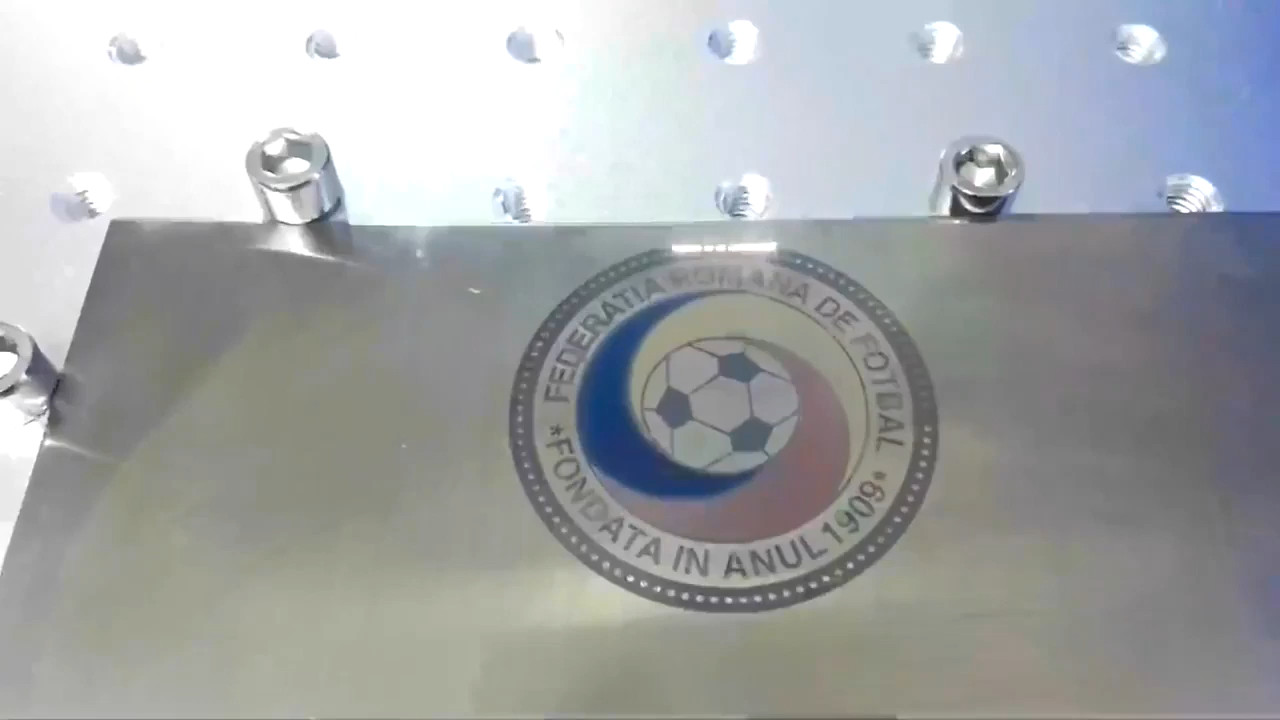 FEDERATIA ROMANA DE FOTBAL
*FONDATA IN ANUL 1909*